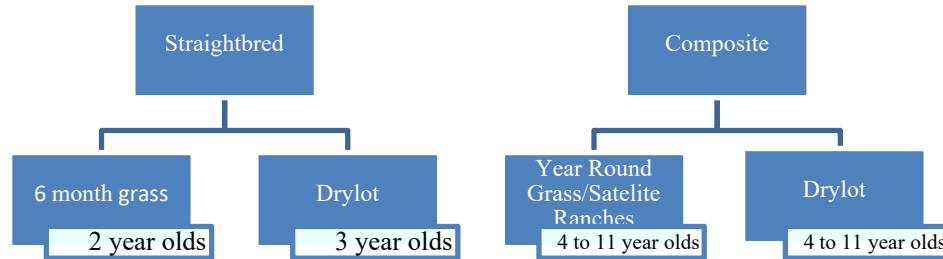 Straightbred
Composite
6 month grass
2 year olds
Drylot
3 year olds
Year Round
Grass/Satelite
Ranches
4 to 11 year olds
Drylot
4 to 11 year olds